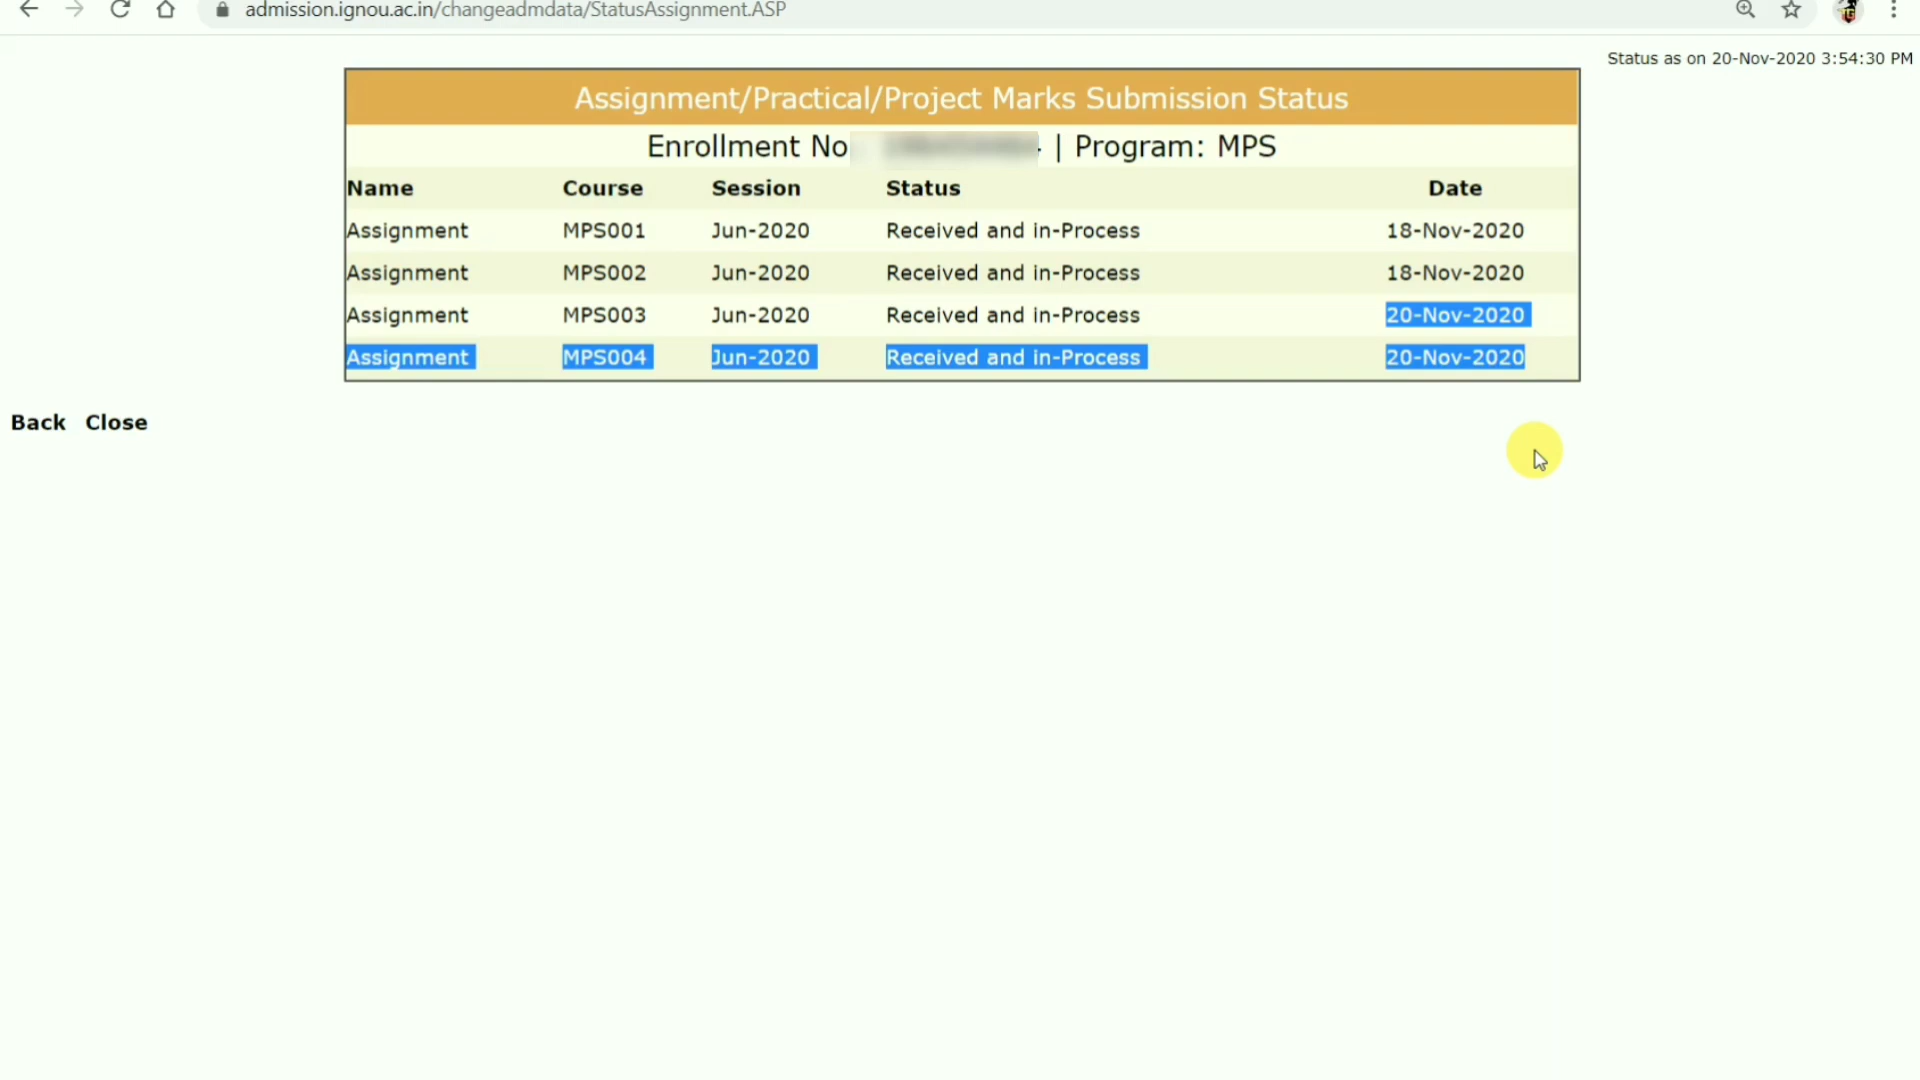 admission.ignou.ac.in/changeadmdata/StatusAssignment.ASP
Status as on 20-Nov-2020 3:54:30 PM
Assignment/Practical/Project Marks Submission Status
Enrollment No | Program: MPS
Name Course Session Status Date
Assignment MPS001 Jun-2020 Received and in-Process 18-Nov-2020
Assignment MPS002 Jun-2020 Received and in-Process 18-Nov-2020
Assignment MPS003 Jun-2020 Received and in-Process 20-Nov-2020
Assignment MPS004 Jun-2020 Received and in-Process 20-Nov-2020
Back Close